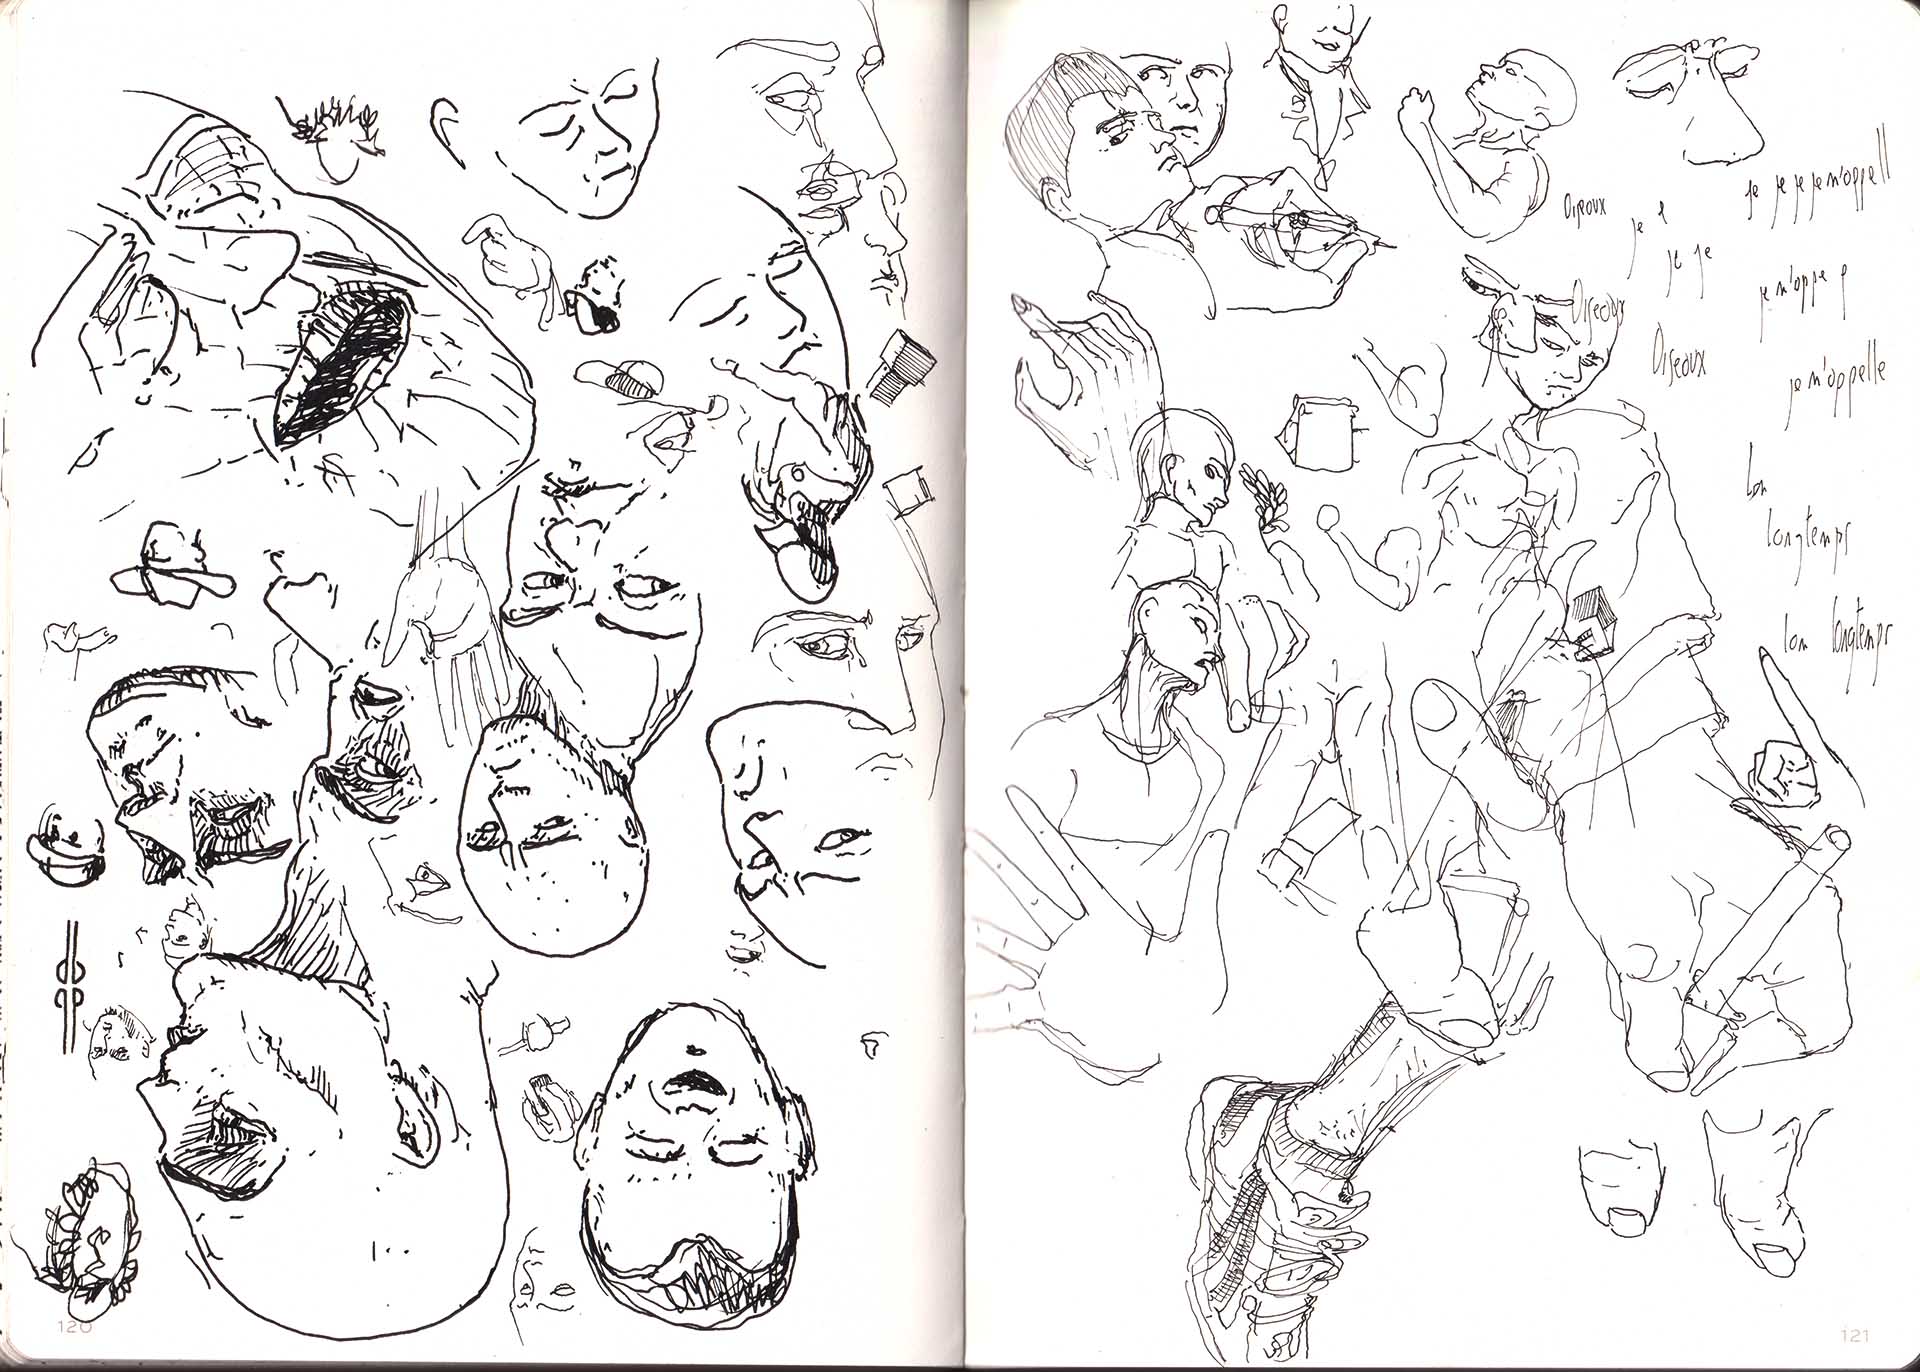 je je je je m'appell
Oiseaux
je
je je
Oiseaux
je m'appe
Oiseaux
je m'appelle
Lon
longtemps
lon longtemps
120
121